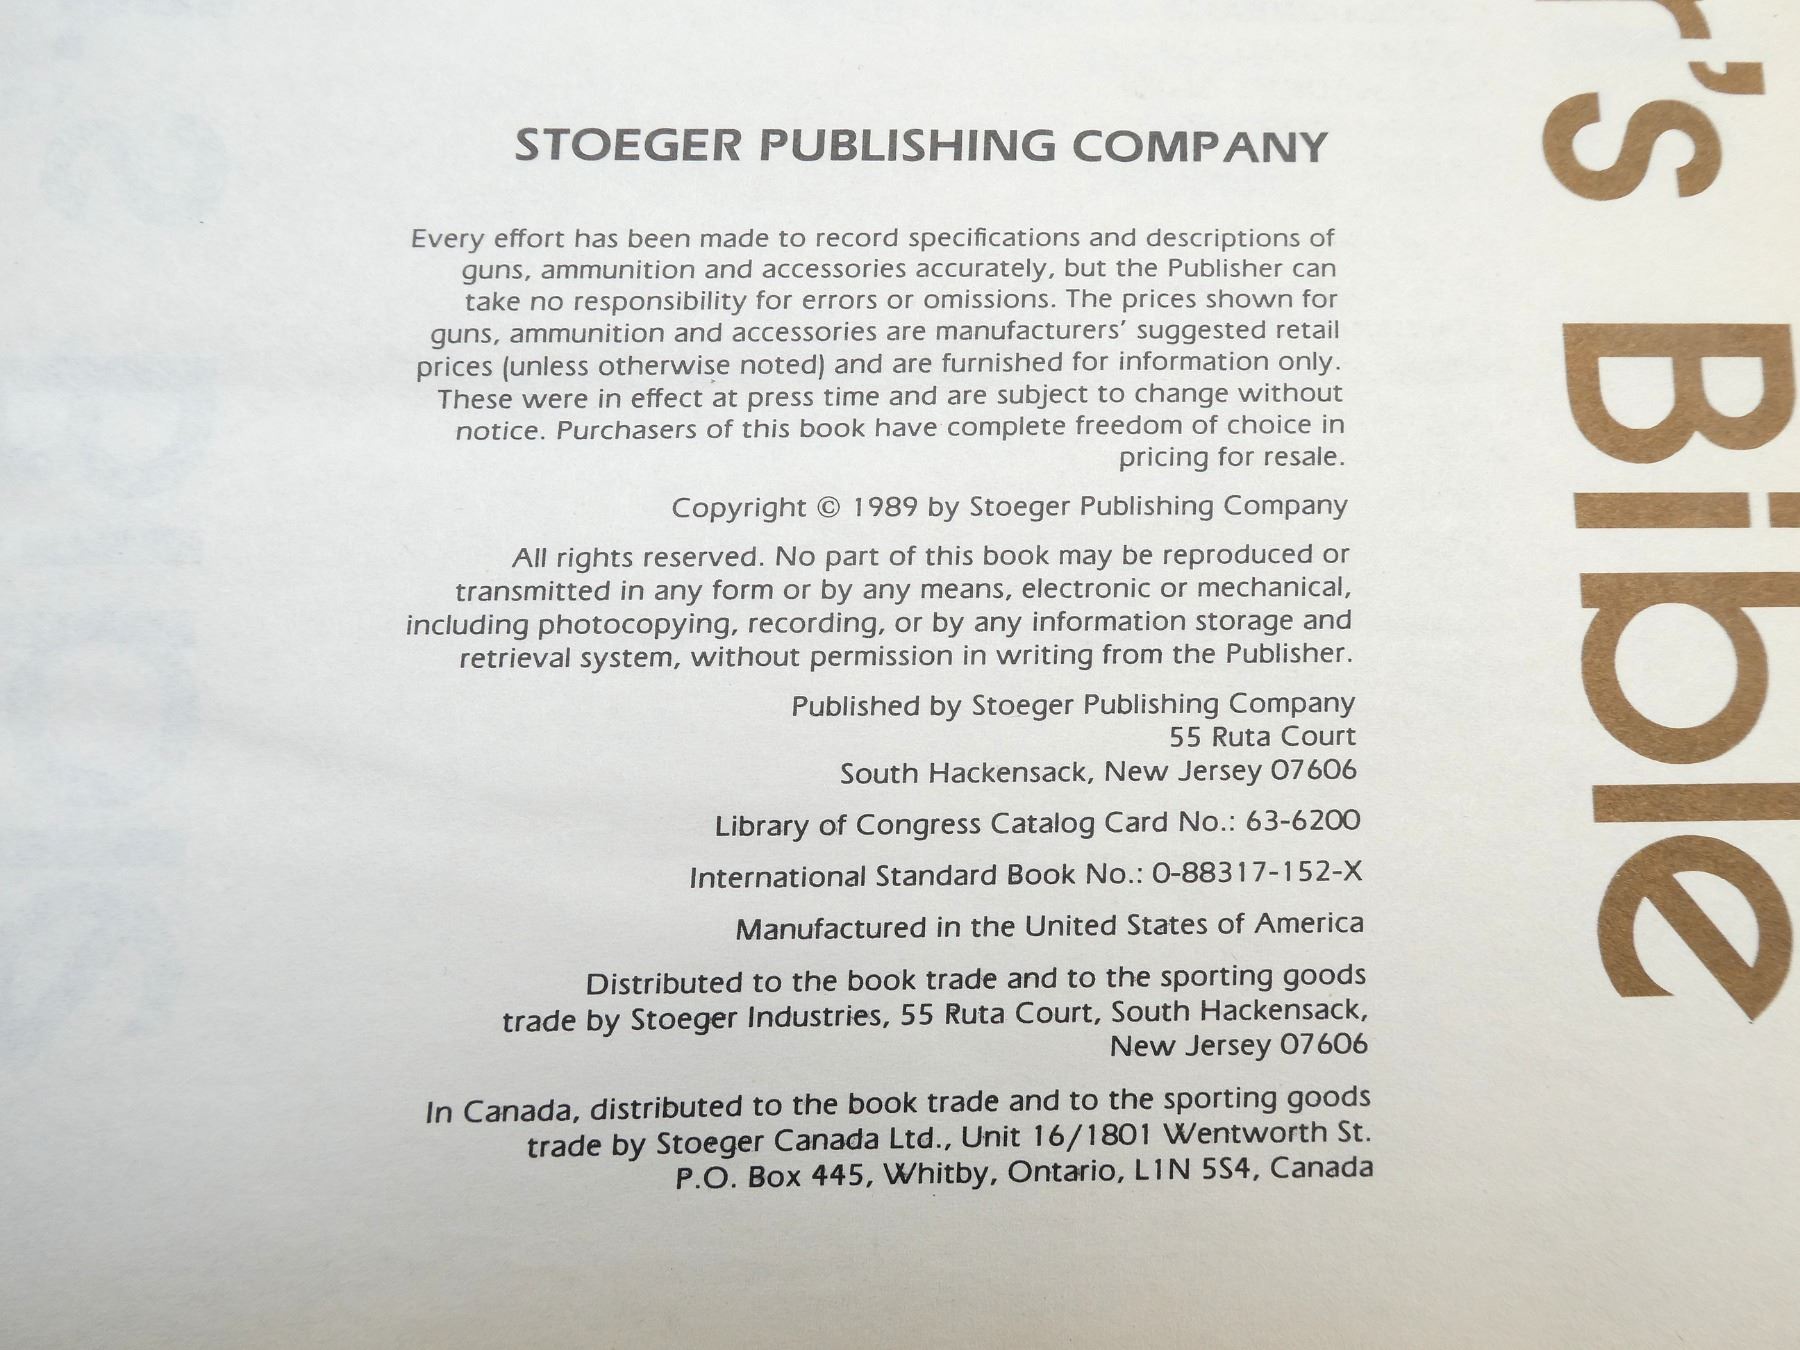 STOEGER PUBLISHING COMPANY
Every effort has been made to record specifications and descriptions of
guns, ammunition and accessories accurately, but the Publisher can
take no responsibility for errors or omissions. The prices shown for
guns, ammunition and accessories are manufacturers' suggested retail
prices (unless otherwise noted) and are furnished for information only.
These were in effect at press time and are subject to change without
notice. Purchasers of this book have complete freedom of choice in
pricing for resale.
Copyright © 1989 by Stoeger Publishing Company
All rights reserved. No part of this book may be reproduced or
transmitted in any form or by any means, electronic or mechanical,
including photocopying, recording, or by any information storage and
retrieval system, without permission in writing from the Publisher.
Published by Stoeger Publishing Company
55 Ruta Court
South Hackensack, New Jersey 07606
Library of Congress Catalog Card No.: 63-6200
International Standard Book No.: 0-88317-152-X
Manufactured in the United States of America
Distributed to the book trade and to the sporting goods
trade by Stoeger Industries, 55 Ruta Court, South Hackensack,
New Jersey 07606
In Canada, distributed to the book trade and to the sporting goods
trade by Stoeger Canada Ltd., Unit 16/1801 Wentworth St.
P.O. Box 445, Whitby, Ontario, L1N 5S4, Canada
r's Bible